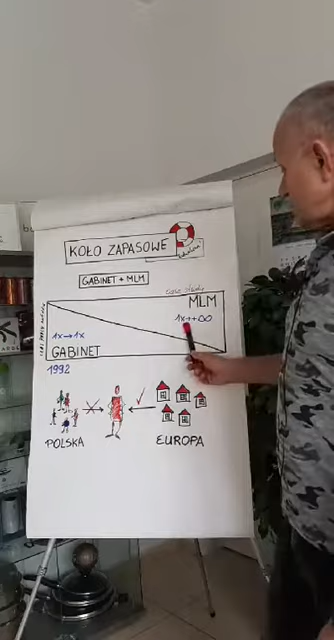 KOŁO ZAPASOWE
GABINET + MLM
MLM
1x→+∞
1x→1x
GABINET
1992
POLSKA
EUROPA